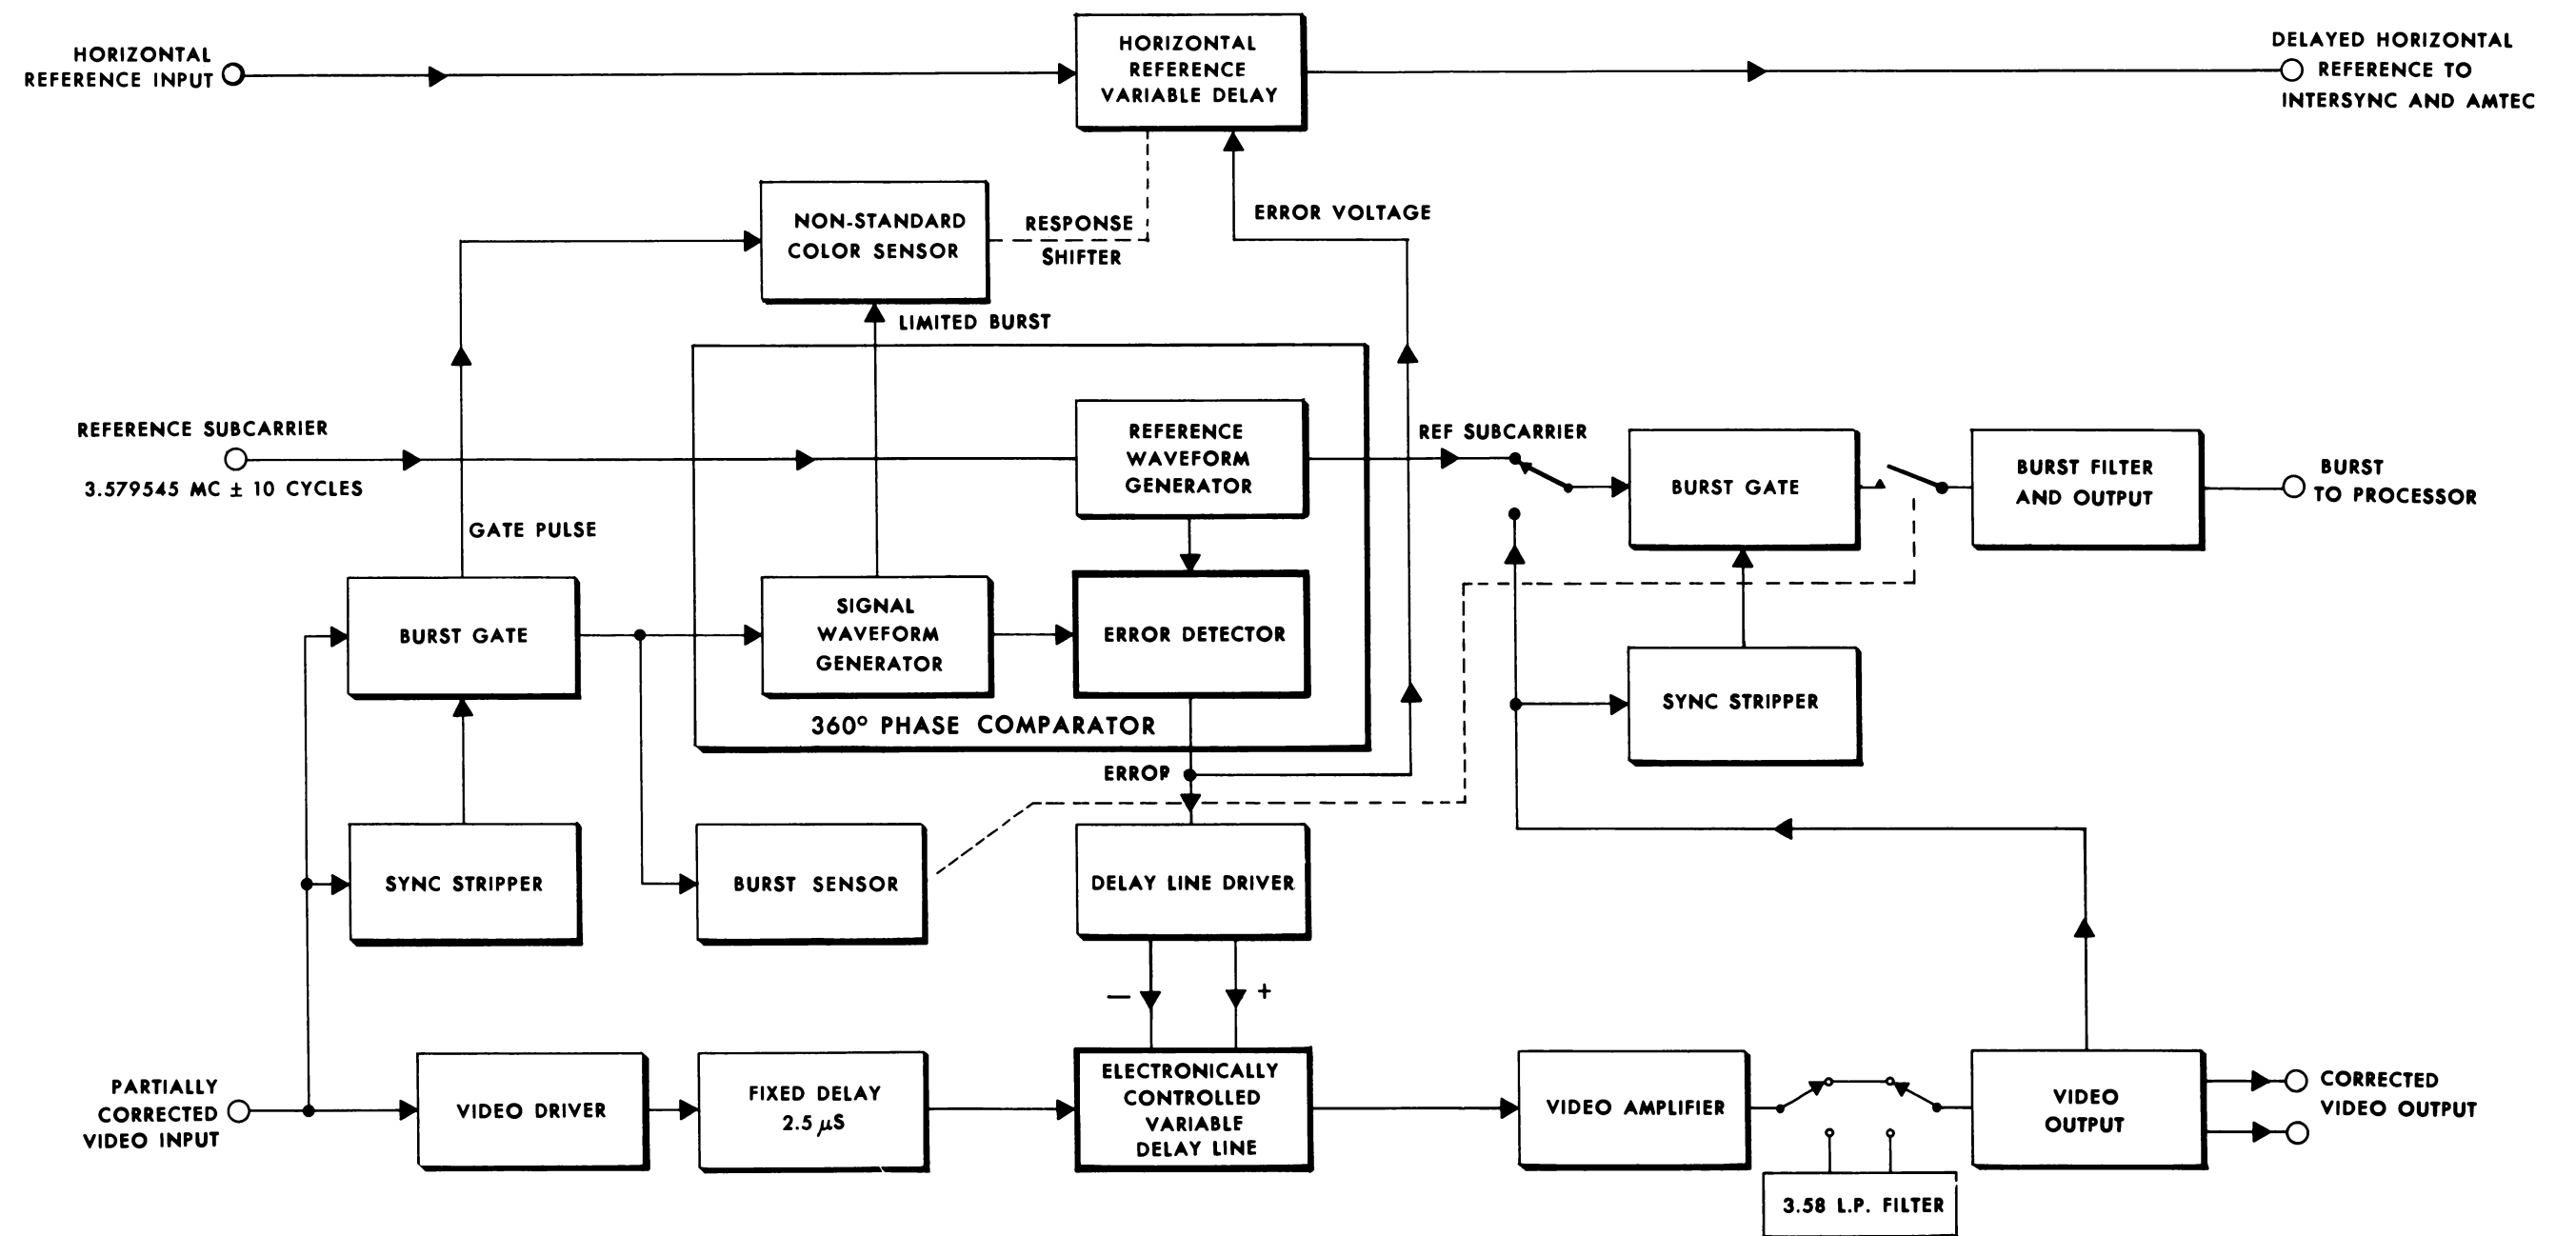 HORIZONTAL
REFERENCE INPUT
HORIZONTAL
REFERENCE
VARIABLE DELAY
DELAYED HORIZONTAL
REFERENCE TO
INTERSYNC AND AMTEC
NON-STANDARD
COLOR SENSOR
RESPONSE
SHIFTER
ERROR VOLTAGE
LIMITED BURST
REFERENCE SUBCARRIER
3.579545 MC ± 10 CYCLES
REFERENCE
WAVEFORM
GENERATOR
REF SUBCARRIER
BURST GATE
BURST FILTER
AND OUTPUT
BURST
TO PROCESSOR
GATE PULSE
BURST GATE
SIGNAL
WAVEFORM
GENERATOR
ERROR DETECTOR
360° PHASE COMPARATOR
SYNC STRIPPER
ERROP
SYNC STRIPPER
BURST SENSOR
DELAY LINE DRIVER
— +
PARTIALLY
CORRECTED
VIDEO INPUT
VIDEO DRIVER
FIXED DELAY
2.5 μS
ELECTRONICALLY
CONTROLLED
VARIABLE
DELAY LINE
VIDEO AMPLIFIER
VIDEO
OUTPUT
CORRECTED
VIDEO OUTPUT
3.58 L.P. FILTER